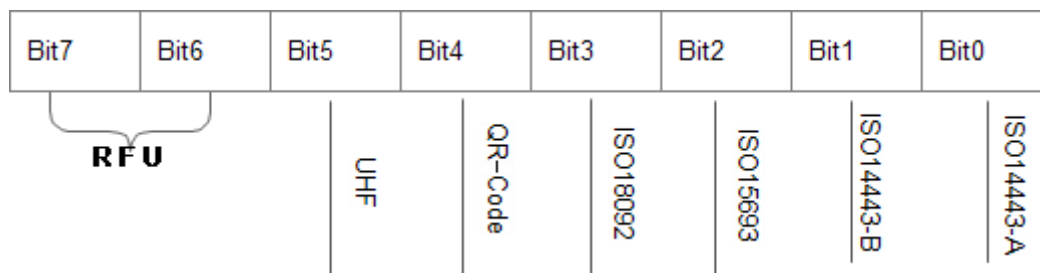 Bit7 Bit6 Bit5 Bit4 Bit3 Bit2 Bit1 Bit0
RFU
UHF
QR-Code
ISO18092
ISO15693
ISO14443-B
ISO14443-A